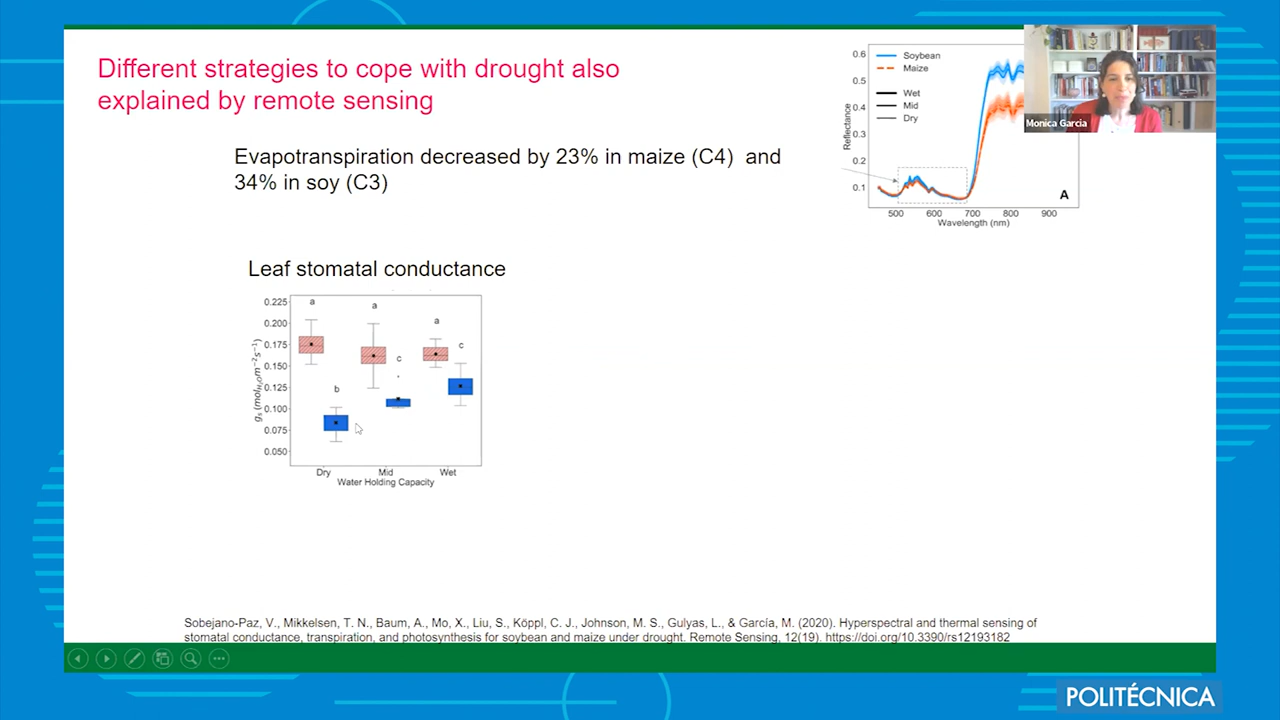 Different strategies to cope with drought also
explained by remote sensing
Evapotranspiration decreased by 23% in maize (C4) and
34% in soy (C3)
Soybean
Maize
Wet
Mid
Dry
0.6
0.5
0.4
0.3
0.2
0.1
Reflectance
A
500 600 700 800 900
Wavelength (nm)
Monica Garcia
Leaf stomatal conductance
0.225
0.200
0.175
0.150
0.125
0.100
0.075
0.050
a
b
a
c
a
c
Dry Mid Wet
Water Holding Capacity
Sobejano-Paz, V., Mikkelsen, T. N., Baum, A., Mo, X., Liu, S., Köppl, C. J., Johnson, M. S., Gulyas, L., & García, M. (2020). Hyperspectral and thermal sensing of
stomatal conductance, transpiration, and photosynthesis for soybean and maize under drought. Remote Sensing, 12(19). https://doi.org/10.3390/rs12193182
POLITÉCNICA